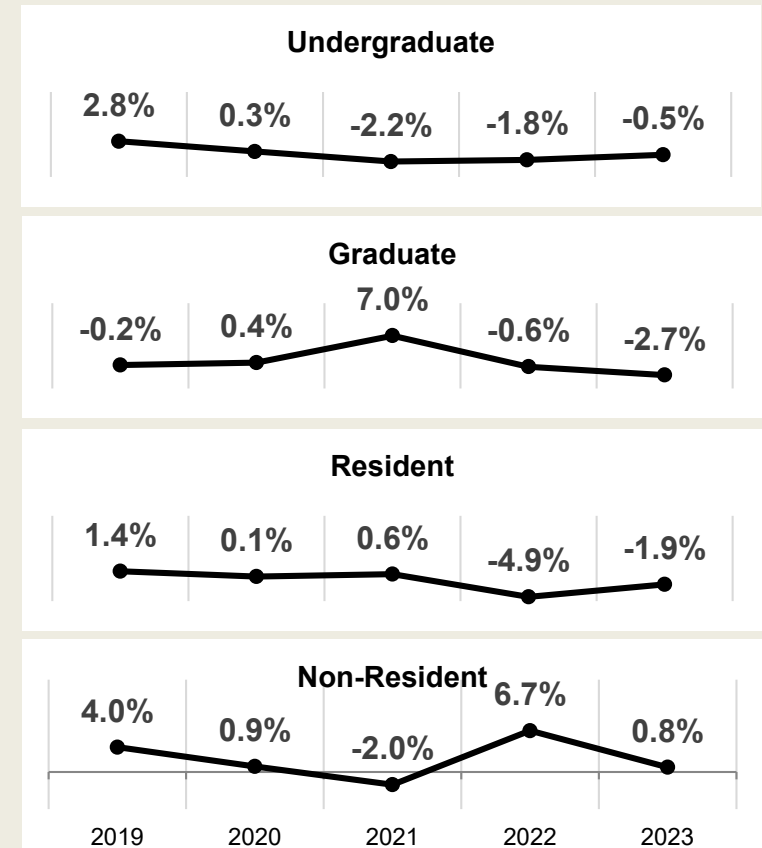 Undergraduate
2.8% 0.3% -2.2% -1.8% -0.5%
Graduate
-0.2% 0.4% 7.0% -0.6% -2.7%
Resident
1.4% 0.1% 0.6% -4.9% -1.9%
Non-Resident
4.0% 0.9% -2.0% 6.7% 0.8%
2019 2020 2021 2022 2023